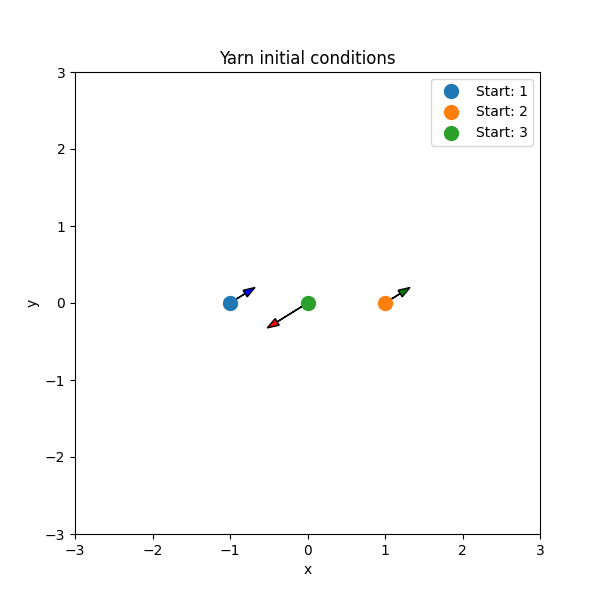 Yarn initial conditions
Start: 1
Start: 2
Start: 3
3
2
1
0
−1
−2
−3
y
−3
−2
−1
0
1
2
3
x